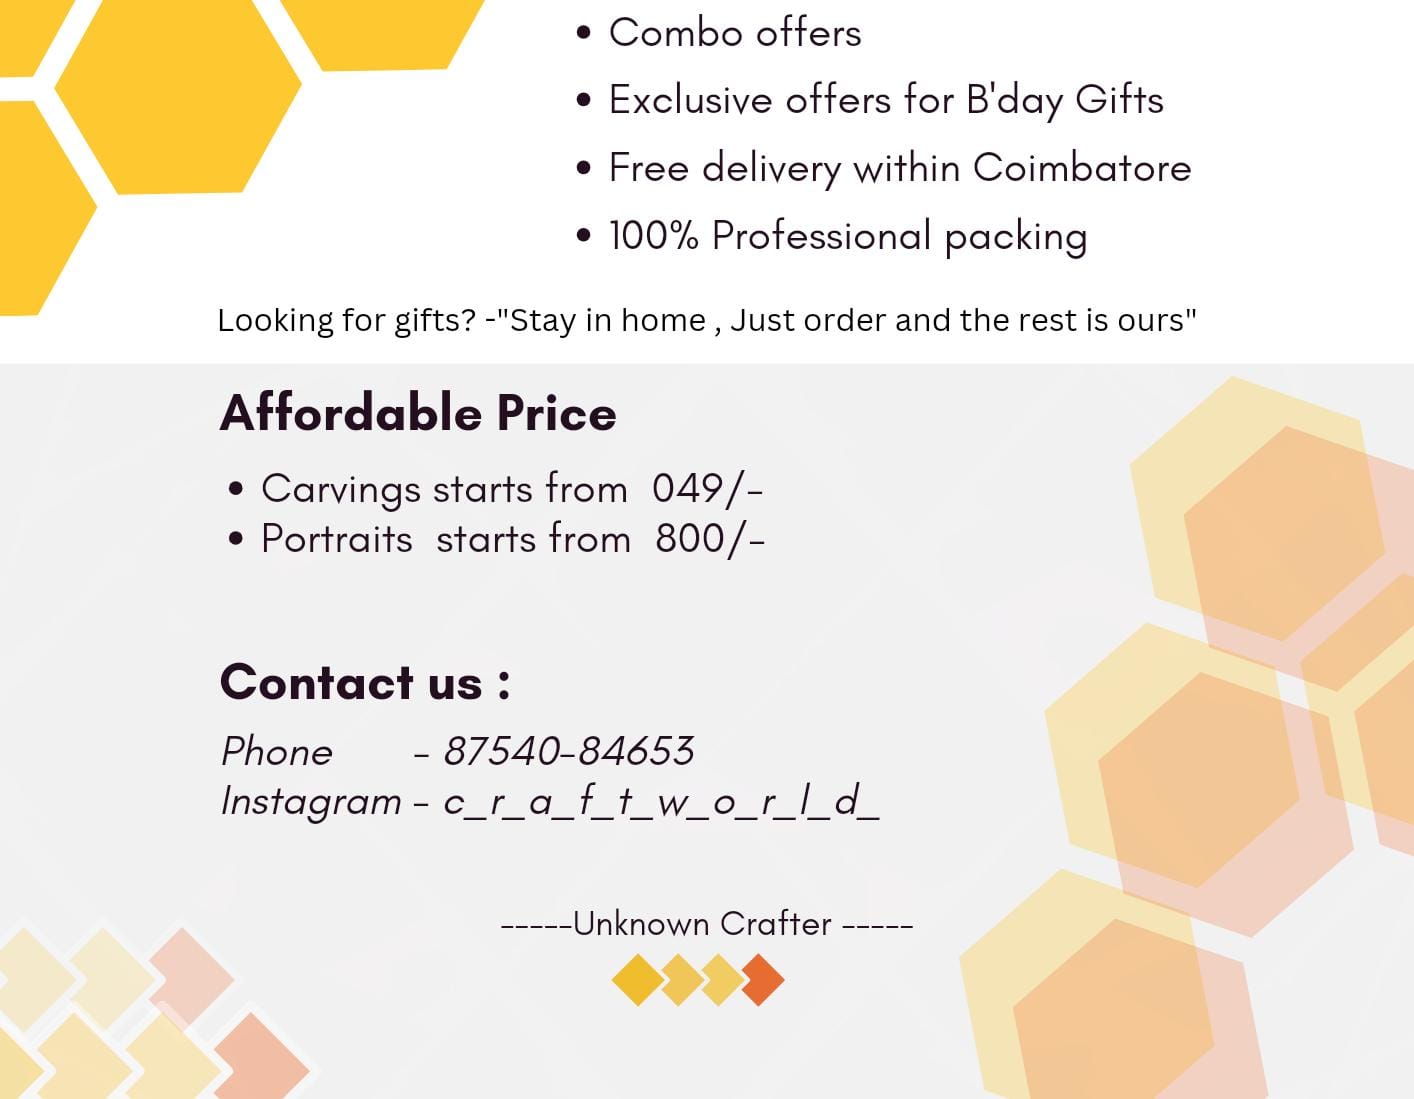 • Combo offers
• Exclusive offers for B'day Gifts
• Free delivery within Coimbatore
• 100% Professional packing
Looking for gifts? -"Stay in home , Just order and the rest is ours"
Affordable Price
• Carvings starts from  049/-
• Portraits  starts from  800/-
Contact us :
Phone - 87540-84653
Instagram - c_r_a_f_t_w_o_r_l_d_
-----Unknown Crafter -----